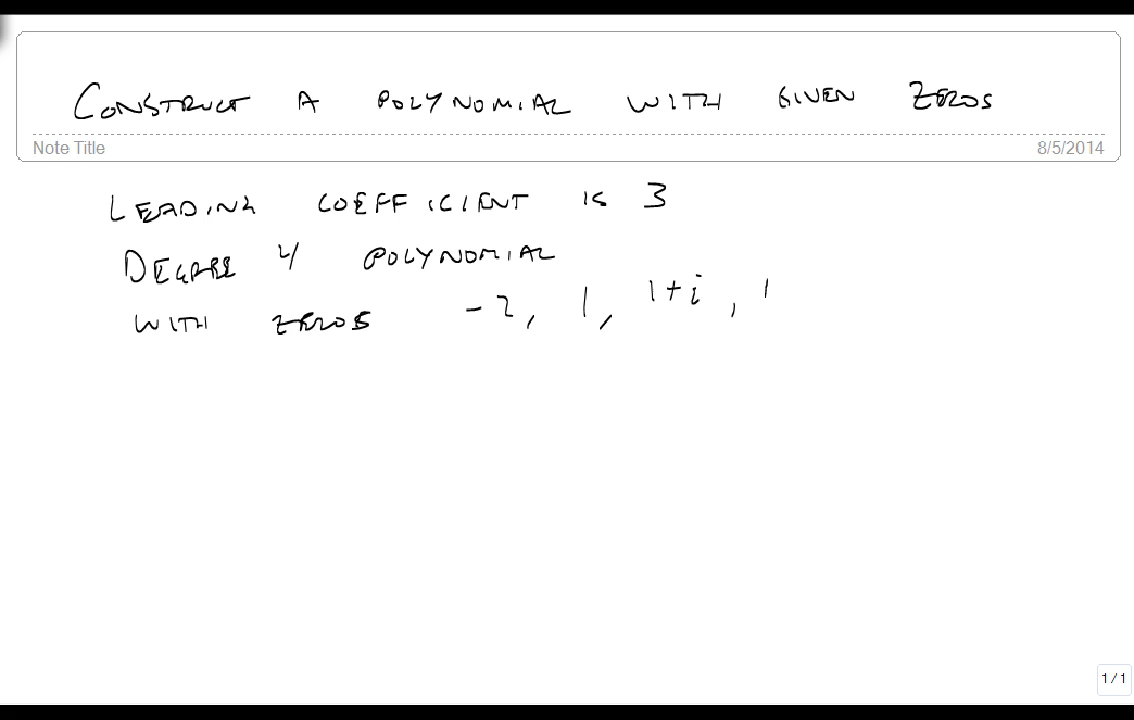 CONSTRUCT A POLYNOMIAL WITH GIVEN ZEROS
Note Title 8/5/2014
LEADING COEFFICIENT IS 3
DEGREE 4 POLYNOMIAL
WITH ZEROS -2, 1, 1+i, 1
1/1